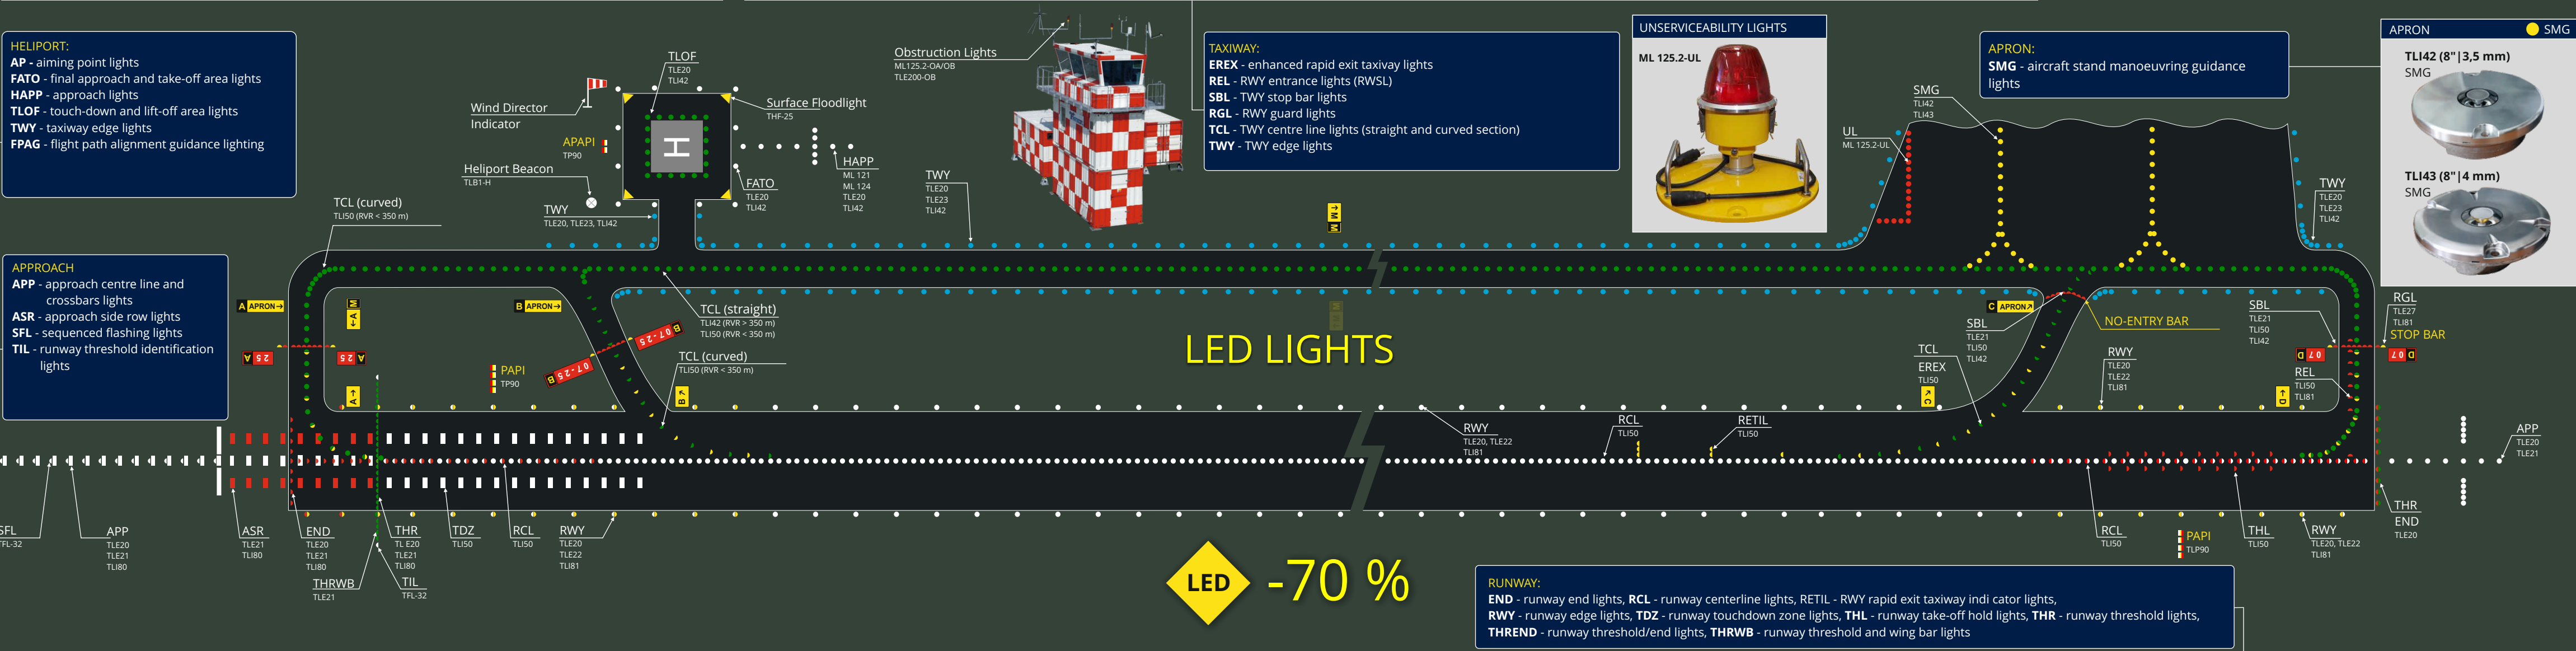 HELIPORT:
AP - aiming point lights
FATO - final approach and take-off area lights
HAPP - approach lights
TLOF - touch-down and lift-off area lights
TWY - taxiway edge lights
FPAG - flight path alignment guidance lighting
APPROACH
APP - approach centre line and
crossbars lights
ASR - approach side row lights
SFL - sequenced flashing lights
TIL - runway threshold identification
lights
TLOF
TLE20
TLI42
Wind Director
Indicator
Surface Floodlight
THF-25
APAPI
TP90
H
Heliport Beacon
TLB1-H
FATO
TLE20
TLI42
HAPP
ML 121
ML 124
TLE20
TLI42
TWY
TLE20, TLE23, TLI42
TWY
TLE20
TLE23
TLI42
Obstruction Lights
ML125.2-OA/OB
TLE200-OB
TAXIWAY:
EREX - enhanced rapid exit taxivay lights
REL - RWY entrance lights (RWSL)
SBL - TWY stop bar lights
RGL - RWY guard lights
TCL - TWY centre line lights (straight and curved section)
TWY - TWY edge lights
UNSERVICEABILITY LIGHTS
ML 125.2-UL
UL
ML 125.2-UL
SMG
TLI42
TLI43
APRON:
SMG - aircraft stand manoeuvring guidance
lights
APRON
SMG
TLI42 (8"|3,5 mm)
SMG
TLI43 (8"|4 mm)
SMG
TWY
TLE20
TLE23
TLI42
TCL (curved)
TLI50 (RVR < 350 m)
A APRON→
M
←A
B APRON→
↑M
M
TCL (straight)
TLI42 (RVR > 350 m)
TLI50 (RVR < 350 m)
TCL (curved)
TLI50 (RVR < 350 m)
A 25
25 A
B 07-25
07-25 B
A→
B↗
PAPI
TP90
LED LIGHTS
C APRON↗
SBL
TLE21
TLI50
TLI42
NO-ENTRY BAR
TCL
EREX
TLI50
↖C
RWY
TLE20
TLE22
TLI81
SBL
TLE21
TLI50
TLI42
RGL
TLE27
TLI81
STOP BAR
D 07
07 D
REL
TLI50
TLI81
←D
RWY
TLE20, TLE22
TLI81
RCL
TLI50
RETIL
TLI50
APP
TLE20
TLE21
SFL
TFL-32
APP
TLE20
TLE21
TLI80
ASR
TLE21
TLI80
END
TLE20
TLE21
TLI80
THR
TL E20
TLE21
TLI80
TDZ
TLI50
RCL
TLI50
RWY
TLE20
TLE22
TLI81
THRWB
TLE21
TIL
TFL-32
LED
-70 %
RCL
TLI50
PAPI
TLP90
THL
TLI50
RWY
TLE20, TLE22
TLI81
THR
END
TLE20
RUNWAY:
END - runway end lights, RCL - runway centerline lights, RETIL - RWY rapid exit taxiway indi cator lights,
RWY - runway edge lights, TDZ - runway touchdown zone lights, THL - runway take-off hold lights, THR - runway threshold lights,
THREND - runway threshold/end lights, THRWB - runway threshold and wing bar lights